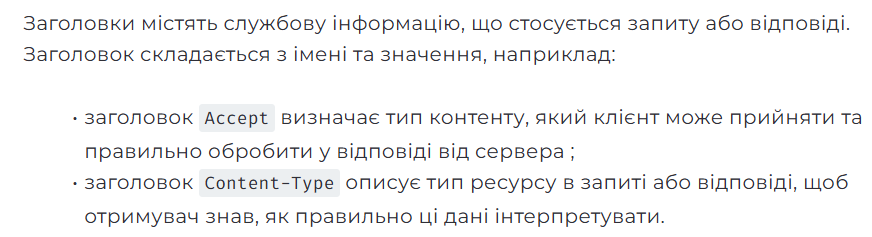 Заголовки містять службову інформацію, що стосується запиту або відповіді.
Заголовок складається з імені та значення, наприклад:
• заголовок Accept визначає тип контенту, який клієнт може прийняти та
правильно обробити у відповіді від сервера ;
• заголовок Content-Type описує тип ресурсу в запиті або відповіді, щоб
отримувач знав, як правильно ці дані інтерпретувати.